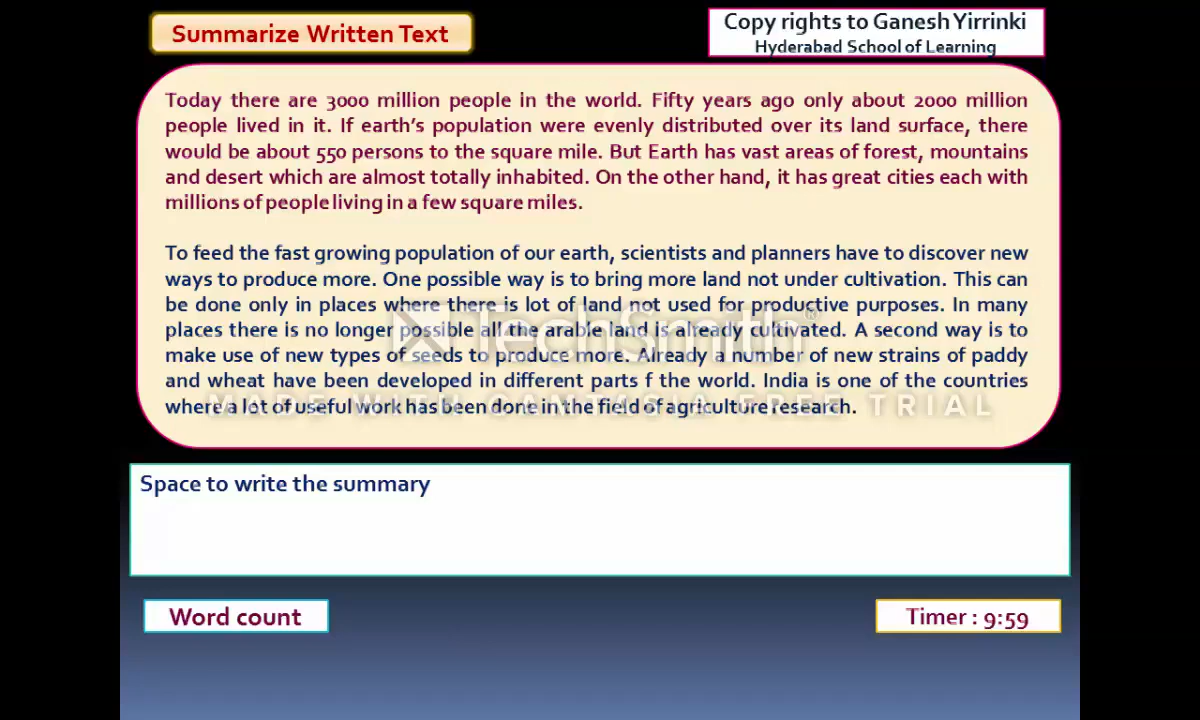 Summarize Written Text
Copy rights to Ganesh Yirrinki
Hyderabad School of Learning
Today there are 3000 million people in the world. Fifty years ago only about 2000 million
people lived in it. If earth's population were evenly distributed over its land surface, there
would be about 550 persons to the square mile. But Earth has vast areas of forest, mountains
and desert which are almost totally inhabited. On the other hand, it has great cities each with
millions of people living in a few square miles.
To feed the fast growing population of our earth, scientists and planners have to discover new
ways to produce more. One possible way is to bring more land not under cultivation. This can
be done only in places where there is lot of land not used for productive purposes. In many
places there is no longer possible all the arable land is already cultivated. A second way is to
make use of new types of seeds to produce more. Already a number of new strains of paddy
and wheat have been developed in different parts f the world. India is one of the countries
where a lot of useful work has been done in the field of agriculture research.
TechSmith®
MADE WITH CAMTASIA FREE TRIAL
Space to write the summary
Word count
Timer : 9:59